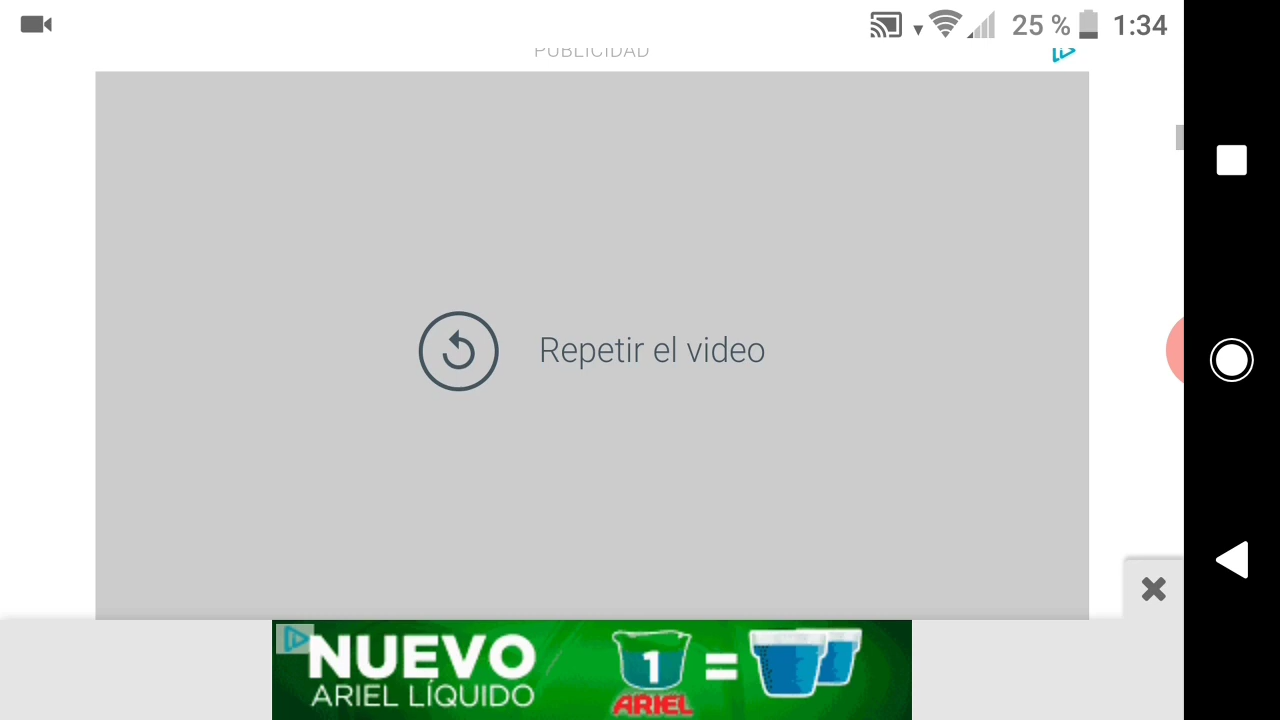 25 % 1:34
PUBLICIDAD
Repetir el video
NUEVO
ARIEL LÍQUIDO
1 =
ARIEL